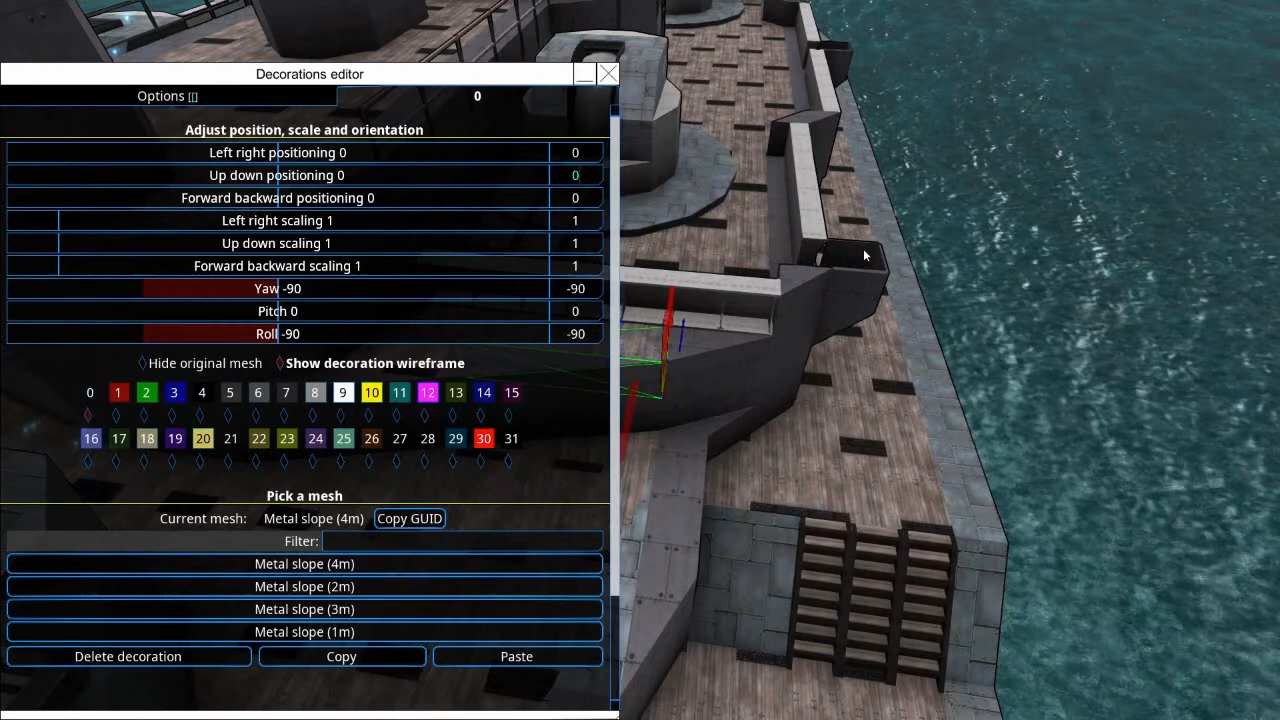 Decorations editor
Options [[] 0
Adjust position, scale and orientation
Left right positioning 0 0
Up down positioning 0 0
Forward backward positioning 0 0
Left right scaling 1 1
Up down scaling 1 1
Forward backward scaling 1 1
Yaw -90 -90
Pitch 0 0
Roll -90 -90
Hide original mesh Show decoration wireframe
0 1 2 3 4 5 6 7 8 9 10 11 12 13 14 15
16 17 18 19 20 21 22 23 24 25 26 27 28 29 30 31
Pick a mesh
Current mesh: Metal slope (4m) Copy GUID
Filter:
Metal slope (4m)
Metal slope (2m)
Metal slope (3m)
Metal slope (1m)
Delete decoration Copy Paste